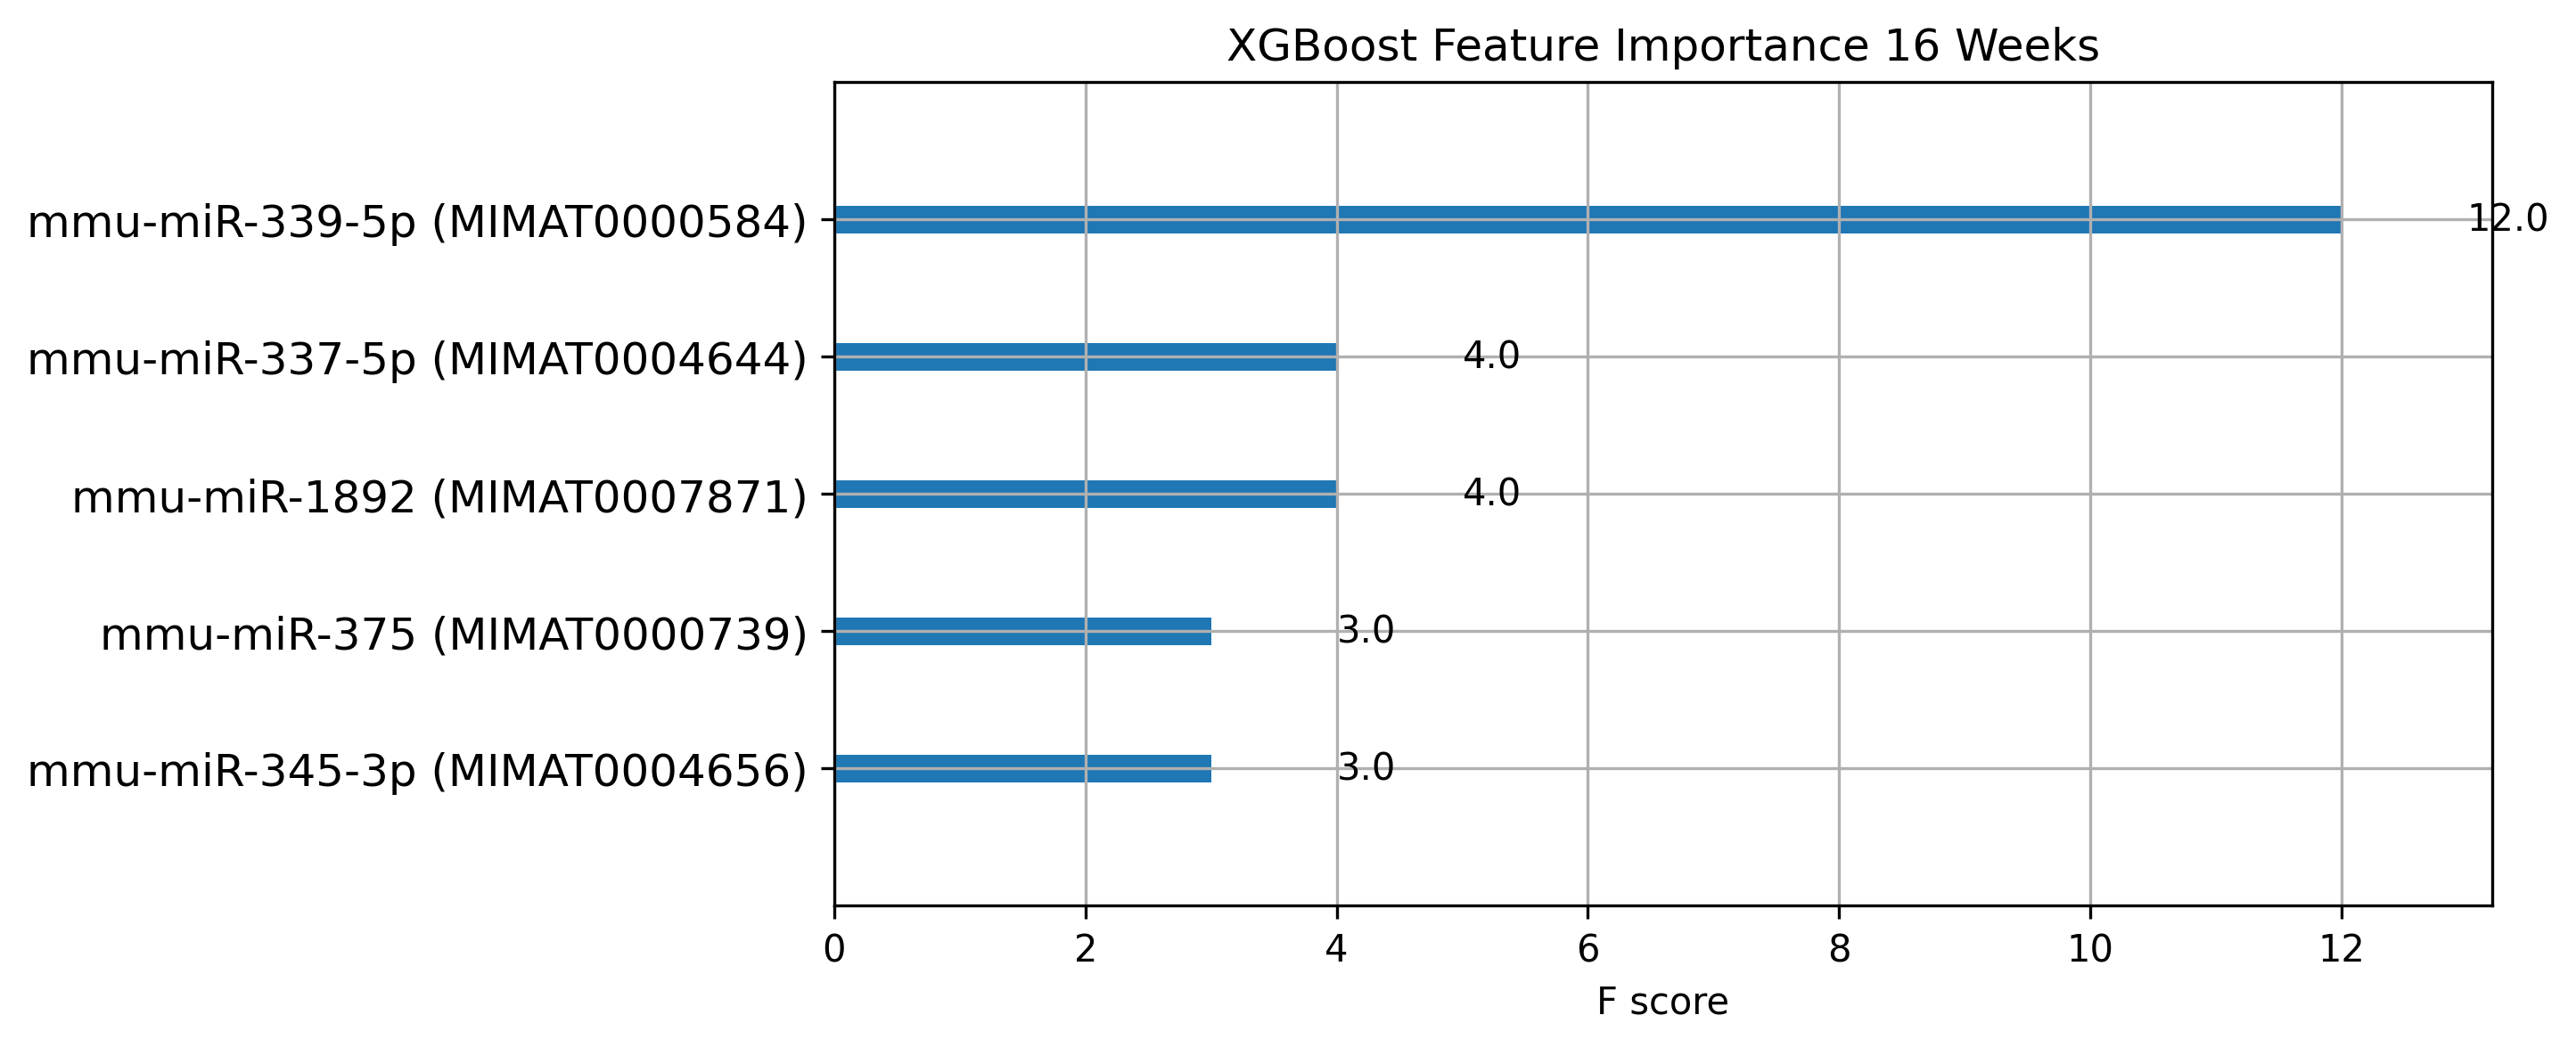 XGBoost Feature Importance 16 Weeks
mmu-miR-339-5p (MIMAT0000584)
12.0
mmu-miR-337-5p (MIMAT0004644)
4.0
mmu-miR-1892 (MIMAT0007871)
4.0
mmu-miR-375 (MIMAT0000739)
3.0
mmu-miR-345-3p (MIMAT0004656)
3.0
0 2 4 6 8 10 12
F score